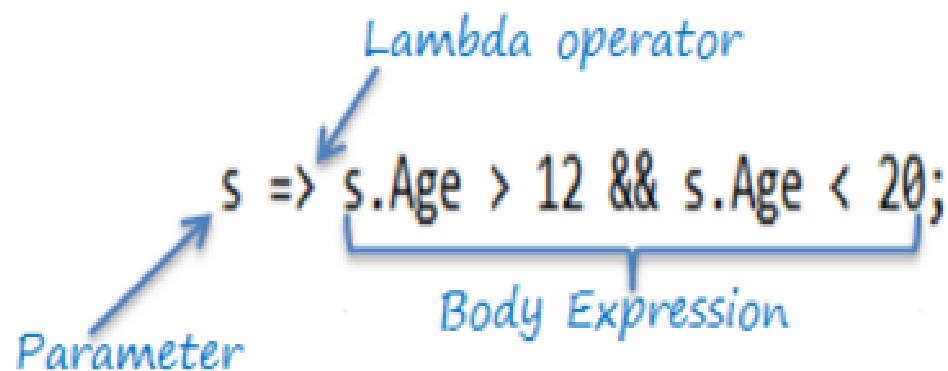 Lambda operator
s => s.Age > 12 && s.Age < 20;
Body Expression
Parameter